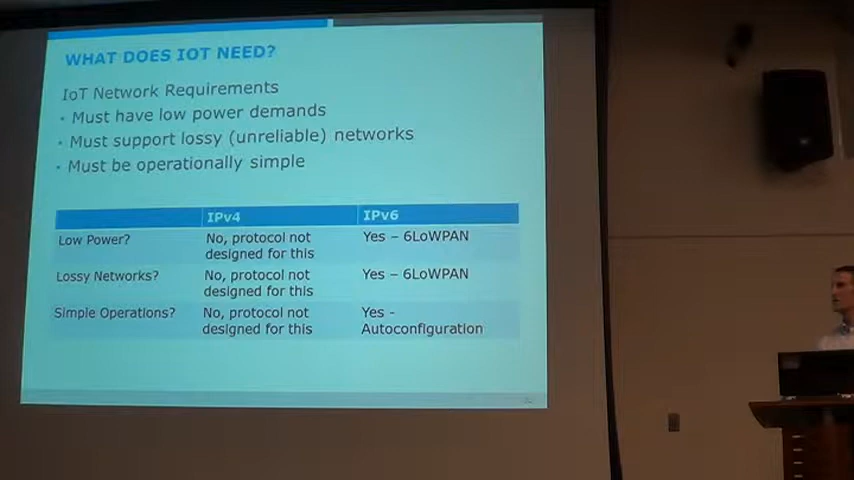 WHAT DOES IOT NEED?
IoT Network Requirements
• Must have low power demands
• Must support lossy (unreliable) networks
• Must be operationally simple
IPv4 IPv6
Low Power? No, protocol not designed for this Yes – 6LoWPAN
Lossy Networks? No, protocol not designed for this Yes – 6LoWPAN
Simple Operations? No, protocol not designed for this Yes - Autoconfiguration